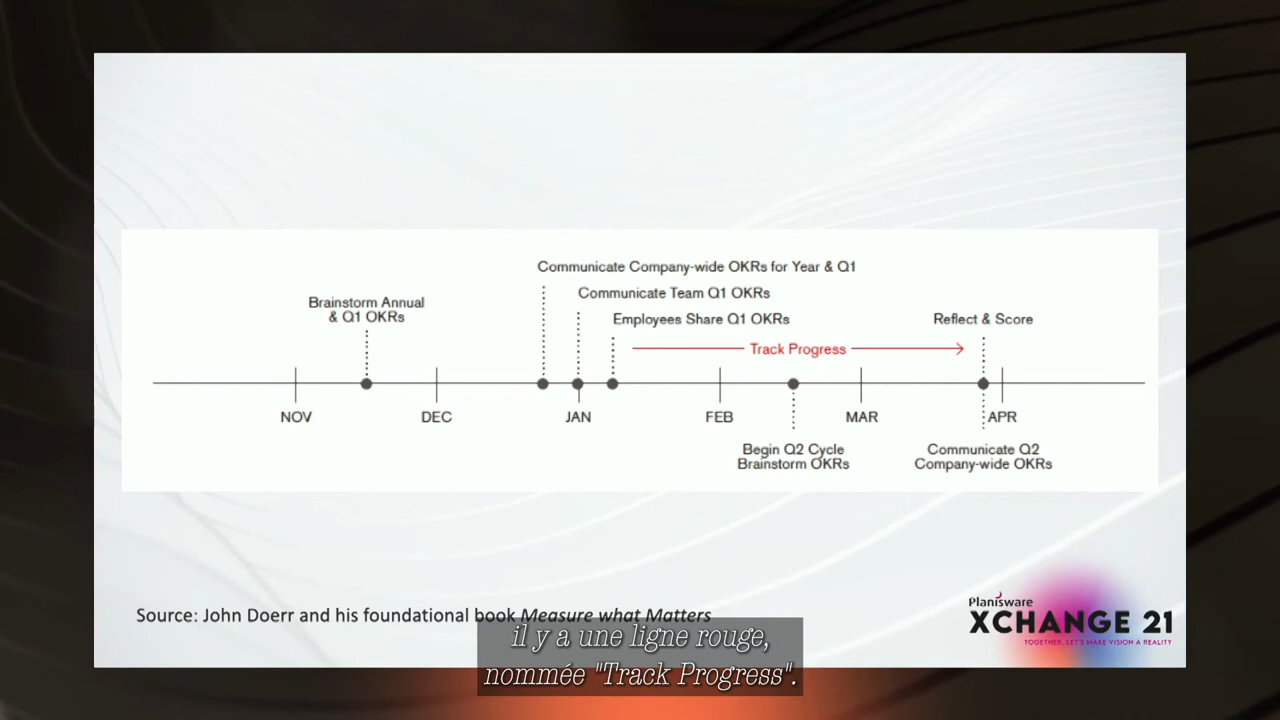 Communicate Company-wide OKRs for Year & Q1
Communicate Team Q1 OKRs
Brainstorm Annual
& Q1 OKRs
Employees Share Q1 OKRs
Reflect & Score
Track Progress
NOV
DEC
JAN
FEB
MAR
APR
Begin Q2 Cycle
Brainstorm OKRs
Communicate Q2
Company-wide OKRs
Source: John Doerr and his foundational book Measure what Matters
Planisware
XCHANGE 21
TOGETHER, LET'S MAKE VISION A REALITY
il y a une ligne rouge,
nommée "Track Progress".